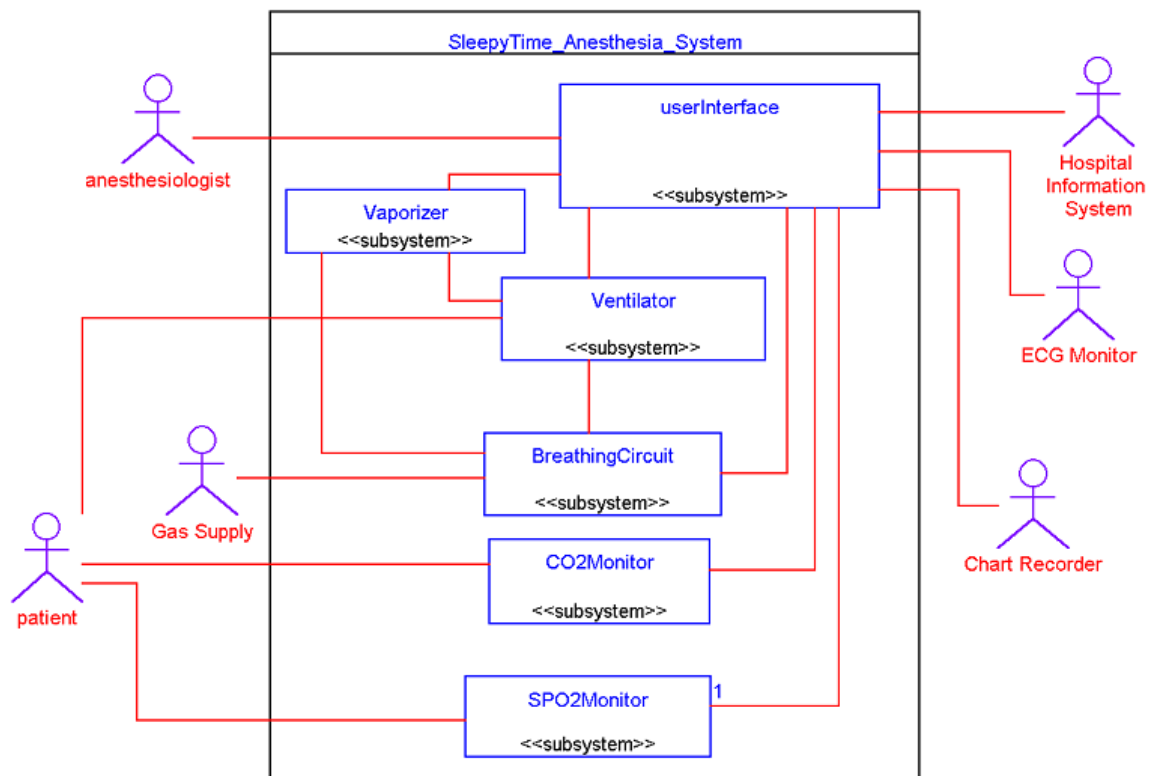 SleepyTime_Anesthesia_System
userInterface
<<subsystem>>
anesthesiologist
Hospital
Information
System
Vaporizer
<<subsystem>>
Ventilator
<<subsystem>>
ECG Monitor
BreathingCircuit
<<subsystem>>
Gas Supply
Chart Recorder
CO2Monitor
<<subsystem>>
patient
SPO2Monitor
1
<<subsystem>>